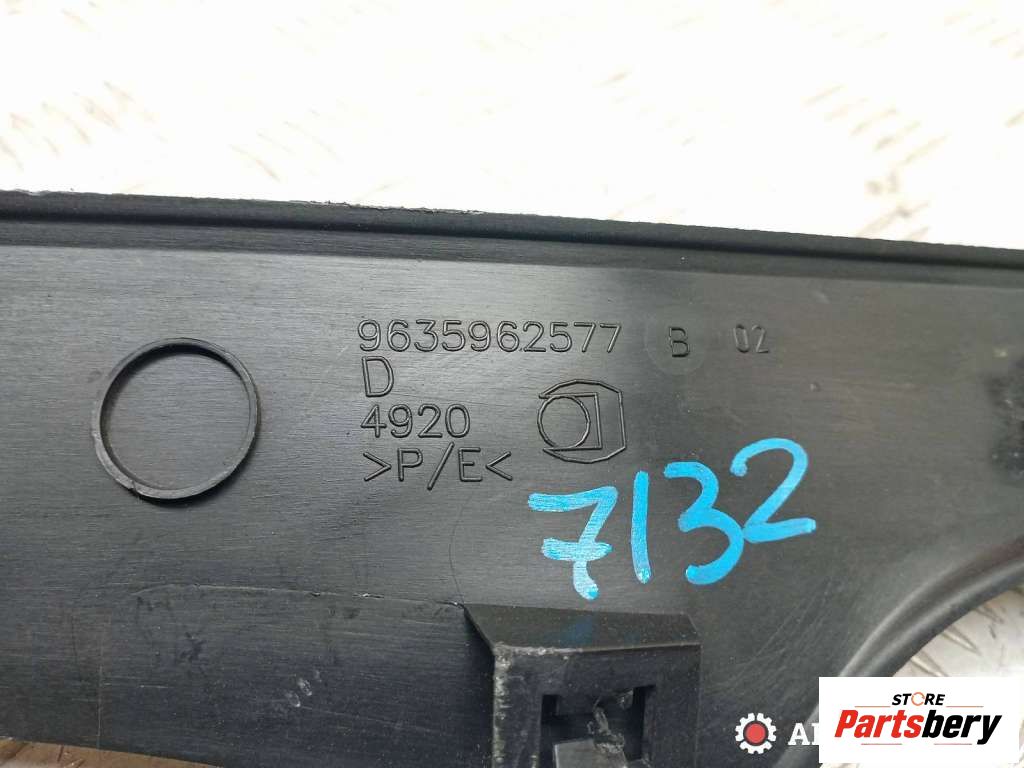 9635962577 B 02
D
4920
>P/E<
7132
STORE
Partsbery